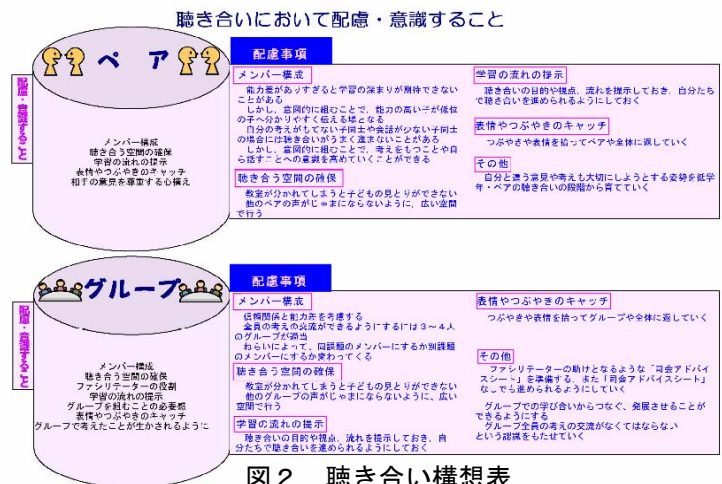 聴き合いにおいて配慮・意識すること
ペア
配慮・意識すること
メンバー構成
聴き合う空間の確保
学習の流れの提示
表情やつぶやきのキャッチ
相手の意見を尊重する心構え
配慮事項
メンバー構成
能力差がありすぎると学習の深まりが期待できない
ことがある
しかし、意図的に組むことで、能力の高い子が低位
の子へ分かりやすく伝える場となる
自分の考えがもてない子同士や会話が少ない子同士
の場合には聴き合いがうまく進まないことがある
しかし、意図的に組むことで、考えをもつことや自
ら話すことへの意識を高めていくことができる
聴き合う空間の確保
教室が分かれてしまうと子どもの見とりができない
他のペアの声がじゃまにならないように、広い空間
で行う
学習の流れの提示
聴き合いの目的や視点、流れを提示しておき、自分たち
で聴き合いを進められるようにしておく
表情やつぶやきのキャッチ
つぶやきや表情を拾ってペアや全体に返していく
その他
自分と違う意見や考えも大切にしようとする姿勢を低学
年・ペアの聴き合いの段階から育てていく
グループ
配慮・意識すること
メンバー構成
聴き合う空間の確保
ファシリテーターの役割
学習の流れの提示
グループを組むことの必要感
表情やつぶやきのキャッチ
グループで考えたことが生かされるように
配慮事項
メンバー構成
信頼関係と能力差を考慮する
全員の考えの交流ができるようにするには3~4人
のグループが適当
ねらいによって、同課題のメンバーにするか別課題
のメンバーにするか変わってくる
聴き合う空間の確保
教室が分かれてしまうと子どもの見とりができない
他のグループの声がじゃまにならないように、広い
空間で行う
学習の流れの提示
聴き合いの目的や視点、流れを提示しておき、自
分たちで聴き合いを進められるようにしておく
表情やつぶやきのキャッチ
つぶやきや表情を拾ってグループや全体に返していく
その他
ファシリテーターの助けとなるような「司会アドバイ
スシート」を準備する、また「司会アドバイスシート」
なしでも進められるようにしていく
グループでの学び合いからつなぐ、発展させることが
できるようにする
グループ全員の考えの交流がなくてはならない
という認識をもたせていく
図2 聴き合い構想表